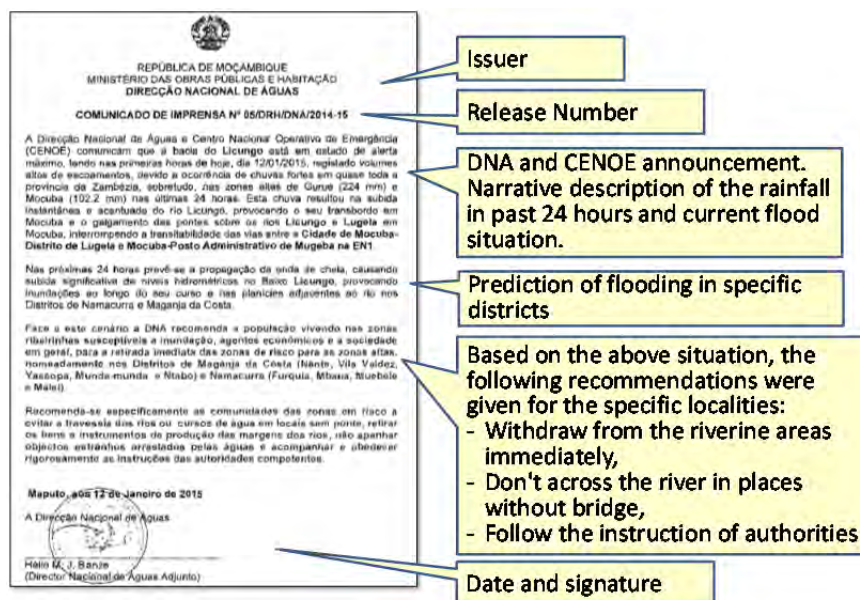 REPÚBLICA DE MOÇAMBIQUE
MINISTÉRIO DAS OBRAS PÚBLICAS E HABITAÇÃO
DIRECÇÃO NACIONAL DE ÁGUAS
COMUNICADO DE IMPRENSA Nº 05/DRH/DNA/2014-15
A Direcção Nacional de Águas e Centro Nacional Operativo de Emergência
(CENOE) comunicam que a bacia do Licungo está em estado de alerta
máximo, tendo nas primeiras horas de hoje, dia 12/01/2015, registado volumes
altos de escoamentos, devido a ocorrência de chuvas fortes em quase toda a
província da Zambézia, sobretudo, nas zonas altas de Gurue (224 mm) e
Mocuba (102.2 mm) nas últimas 24 horas. Esta chuva resultou na subida
instantânea e acentuada do rio Licungo, provocando o seu transbordo em
Mocuba e o galgamento das pontes sobre os rios Licungo e Lugela em
Mocuba, interrompendo a transitabilidade das vias entre a Cidade de Mocuba-
Distrito de Lugela e Mocuba-Posto Administrativo de Mugeba na EN1.
Nas próximas 24 horas prevê-se a propagação da onda de cheia, causando
subida significativa de níveis hidrométricos no Baixo Licungo, provocando
inundações ao longo do seu curso e nas planícies adjacentes ao rio nos
Distritos de Namacurra e Maganja da Costa.
Face a este cenário a DNA recomenda a população vivendo nas zonas
ribeirinhas susceptíveis a inundação, agentes económicos e a sociedade
em geral, para a retirada imediata das zonas de risco para as zonas altas,
nomeadamente nos Distritos de Maganja da Costa (Nante, Vila Valdez,
Yassopa, Munda-munda e Ntabo) e Namacurra (Furquia, Mbaua, Muebele
e Malei).
Recomenda-se especificamente as comunidades das zonas em risco a
evitar a travessia dos rios ou cursos de água em locais sem ponte, retirar
os bens e instrumentos de produção das margens dos rios, não apanhar
objectos estranhos arrastados pelas águas e acompanhar e obedecer
rigorosamente as instruções das autoridades competentes.
Maputo, aos 12 de Janeiro de 2015
A Direcção Nacional de Águas
Hélio M. J. Banze
(Director Nacional de Águas Adjunto)
Issuer
Release Number
DNA and CENOE announcement.
Narrative description of the rainfall
in past 24 hours and current flood
situation.
Prediction of flooding in specific
districts
Based on the above situation, the
following recommendations were
given for the specific localities:
- Withdraw from the riverine areas
immediately,
- Don't across the river in places
without bridge,
- Follow the instruction of authorities
Date and signature